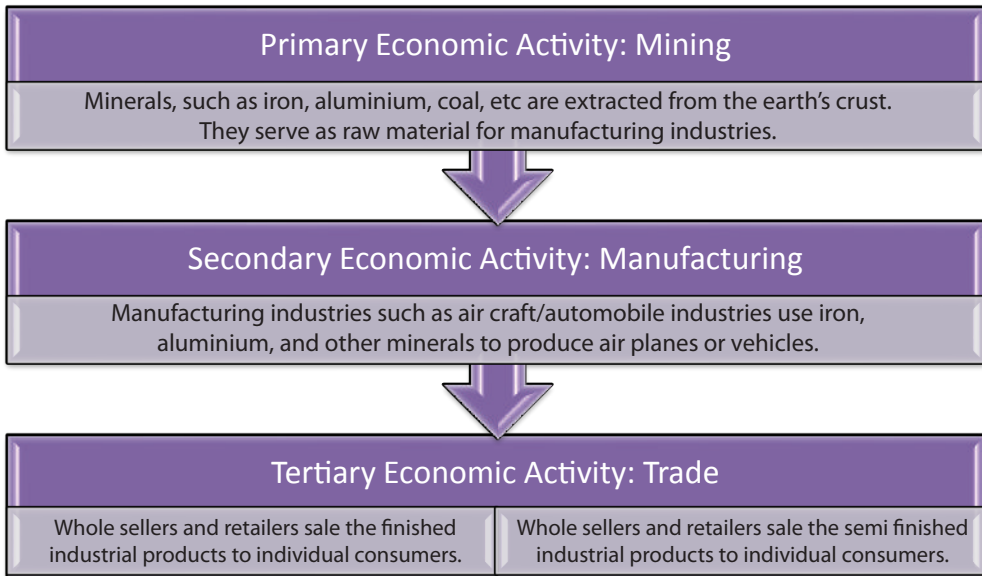 Primary Economic Activity: Mining
Minerals, such as iron, aluminium, coal, etc are extracted from the earth's crust.
They serve as raw material for manufacturing industries.
Secondary Economic Activity: Manufacturing
Manufacturing industries such as air craft/automobile industries use iron,
aluminium, and other minerals to produce air planes or vehicles.
Tertiary Economic Activity: Trade
Whole sellers and retailers sale the finished
industrial products to individual consumers.
Whole sellers and retailers sale the semi finished
industrial products to individual consumers.